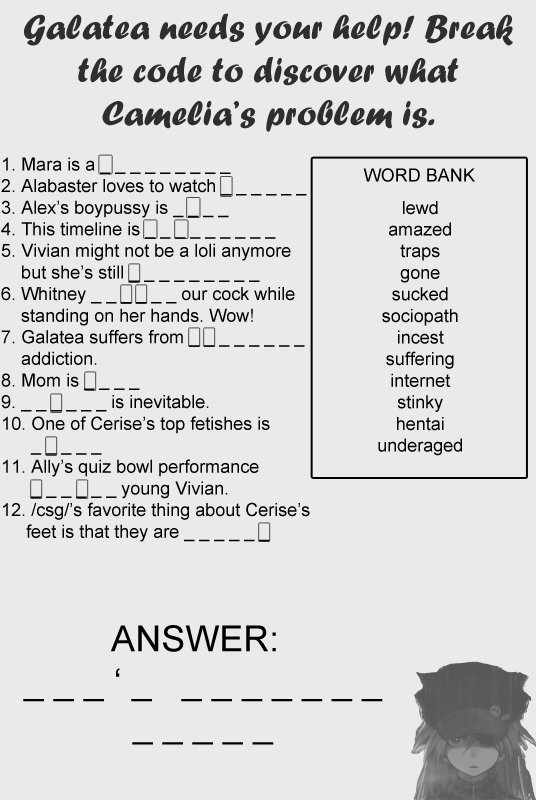 Galatea needs your help! Break
the code to discover what
Camelia's problem is.
1. Mara is a □ _ _ _ _ _ _ _ _
2. Alabaster loves to watch □ _ _ _ _ _
3. Alex's boypussy is _ □ _ _
4. This timeline is □ _ □ _ _ _ _ _ _
5. Vivian might not be a loli anymore
but she's still □ _ _ _ _ _ _ _ _
6. Whitney _ _ □ □ _ _ our cock while
standing on her hands. Wow!
7. Galatea suffers from □ □ _ _ _ _ _ _
addiction.
8. Mom is □ _ _ _
9. _ _ □ _ _ _ is inevitable.
10. One of Cerise's top fetishes is
_ □ _ _ _
11. Ally's quiz bowl performance
□ _ _ □ _ _ young Vivian.
12. /csg/'s favorite thing about Cerise's
feet is that they are _ _ _ _ _ □
WORD BANK
lewd
amazed
traps
gone
sucked
sociopath
incest
suffering
internet
stinky
hentai
underaged
ANSWER:
_ _ _ ‘ _ _ _ _ _ _ _ _
_ _ _ _ _